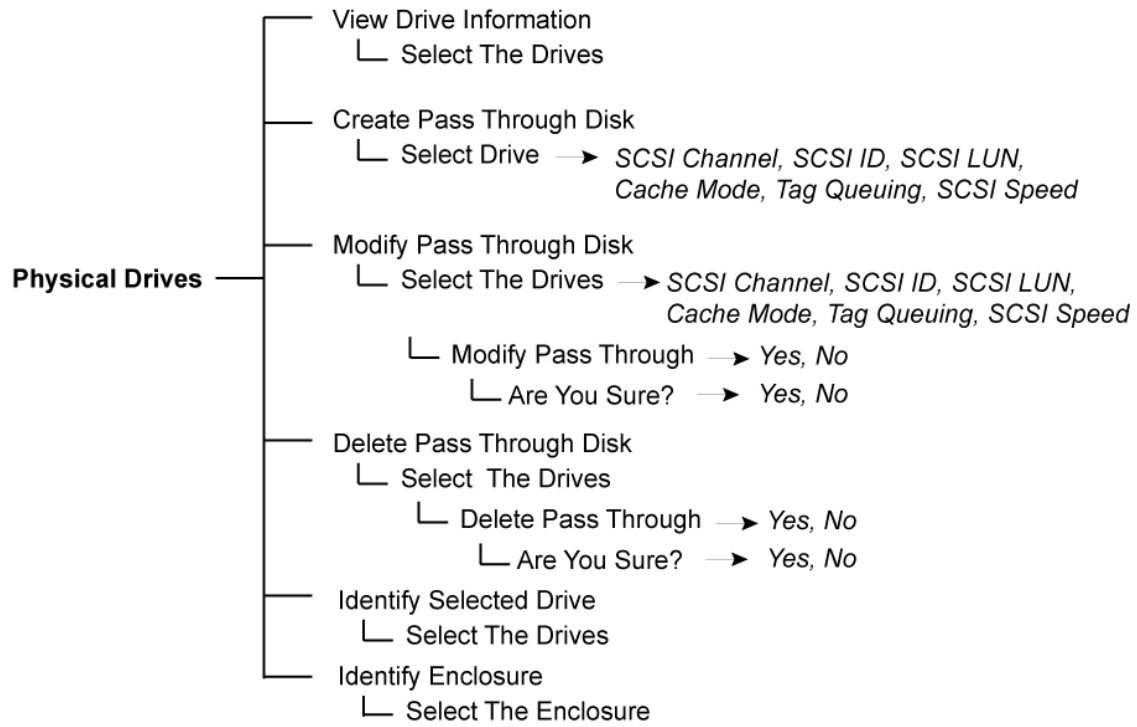 View Drive Information
Select The Drives
Create Pass Through Disk
Select Drive SCSI Channel, SCSI ID, SCSI LUN,
Cache Mode, Tag Queuing, SCSI Speed
Modify Pass Through Disk
Physical Drives
Select The Drives SCSI Channel, SCSI ID, SCSI LUN,
Cache Mode, Tag Queuing, SCSI Speed
Modify Pass Through Yes, No
Are You Sure? Yes, No
Delete Pass Through Disk
Select The Drives
Delete Pass Through Yes, No
Are You Sure? Yes, No
Identify Selected Drive
Select The Drives
Identify Enclosure
Select The Enclosure